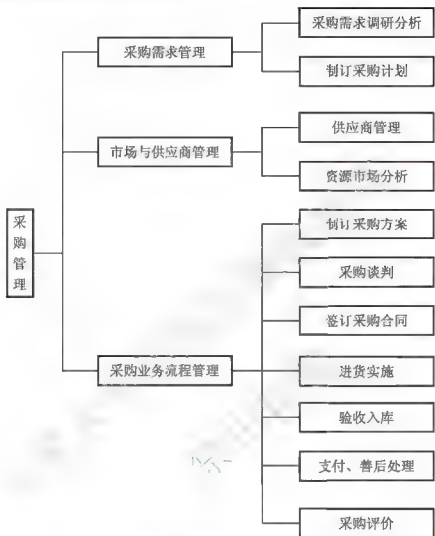 采购需求调研分析
采购需求管理
制订采购计划
供应商管理
市场与供应商管理
资源市场分析
采购管理
制订采购方案
采购谈判
签订采购合同
采购业务流程管理
进货实施
验收入库
支付、善后处理
采购评价